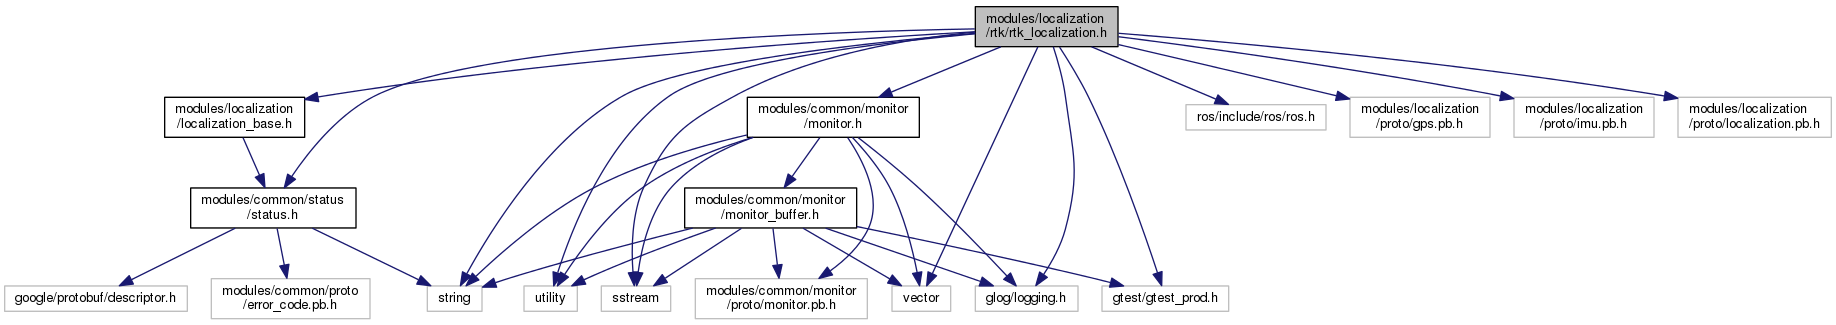 modules/localization
/rtk/rtk_localization.h
modules/localization
/localization_base.h
modules/common/monitor
/monitor.h
ros/include/ros/ros.h
modules/localization
/proto/gps.pb.h
modules/localization
/proto/imu.pb.h
modules/localization
/proto/localization.pb.h
modules/common/status
/status.h
modules/common/monitor
/monitor_buffer.h
google/protobuf/descriptor.h
modules/common/proto
/error_code.pb.h
string
utility
sstream
modules/common/monitor
/proto/monitor.pb.h
vector
glog/logging.h
gtest/gtest_prod.h